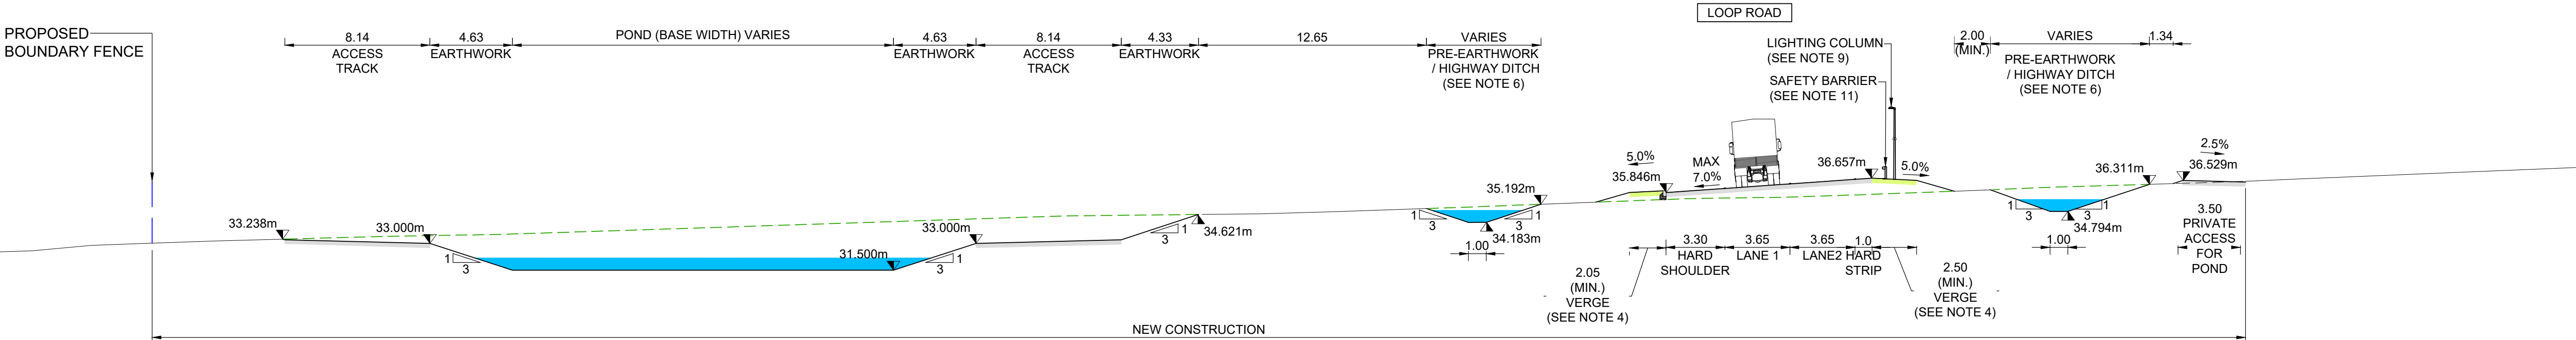 LOOP ROAD
PROPOSED
BOUNDARY FENCE
8.14
ACCESS
TRACK
4.63
EARTHWORK
POND (BASE WIDTH) VARIES
4.63
EARTHWORK
8.14
ACCESS
TRACK
4.33
EARTHWORK
12.65
VARIES
PRE-EARTHWORK
/ HIGHWAY DITCH
(SEE NOTE 6)
LIGHTING COLUMN
(SEE NOTE 9)
SAFETY BARRIER
(SEE NOTE 11)
2.00
(MIN.)
VARIES
PRE-EARTHWORK
/ HIGHWAY DITCH
(SEE NOTE 6)
1.34
33.238m
33.000m
1
3
31.500m
33.000m
3
1
3
1
34.621m
1
3
35.192m
3
1
34.183m
1.00
5.0%
35.846m
MAX
7.0%
36.657m
5.0%
1
3
36.311m
3
1
34.794m
1.00
2.5%
36.529m
3.50
PRIVATE
ACCESS
FOR
POND
2.05
(MIN.)
VERGE
(SEE NOTE 4)
3.30
HARD
SHOULDER
3.65
LANE 1
3.65
LANE2
1.0
HARD
STRIP
2.50
(MIN.)
VERGE
(SEE NOTE 4)
NEW CONSTRUCTION